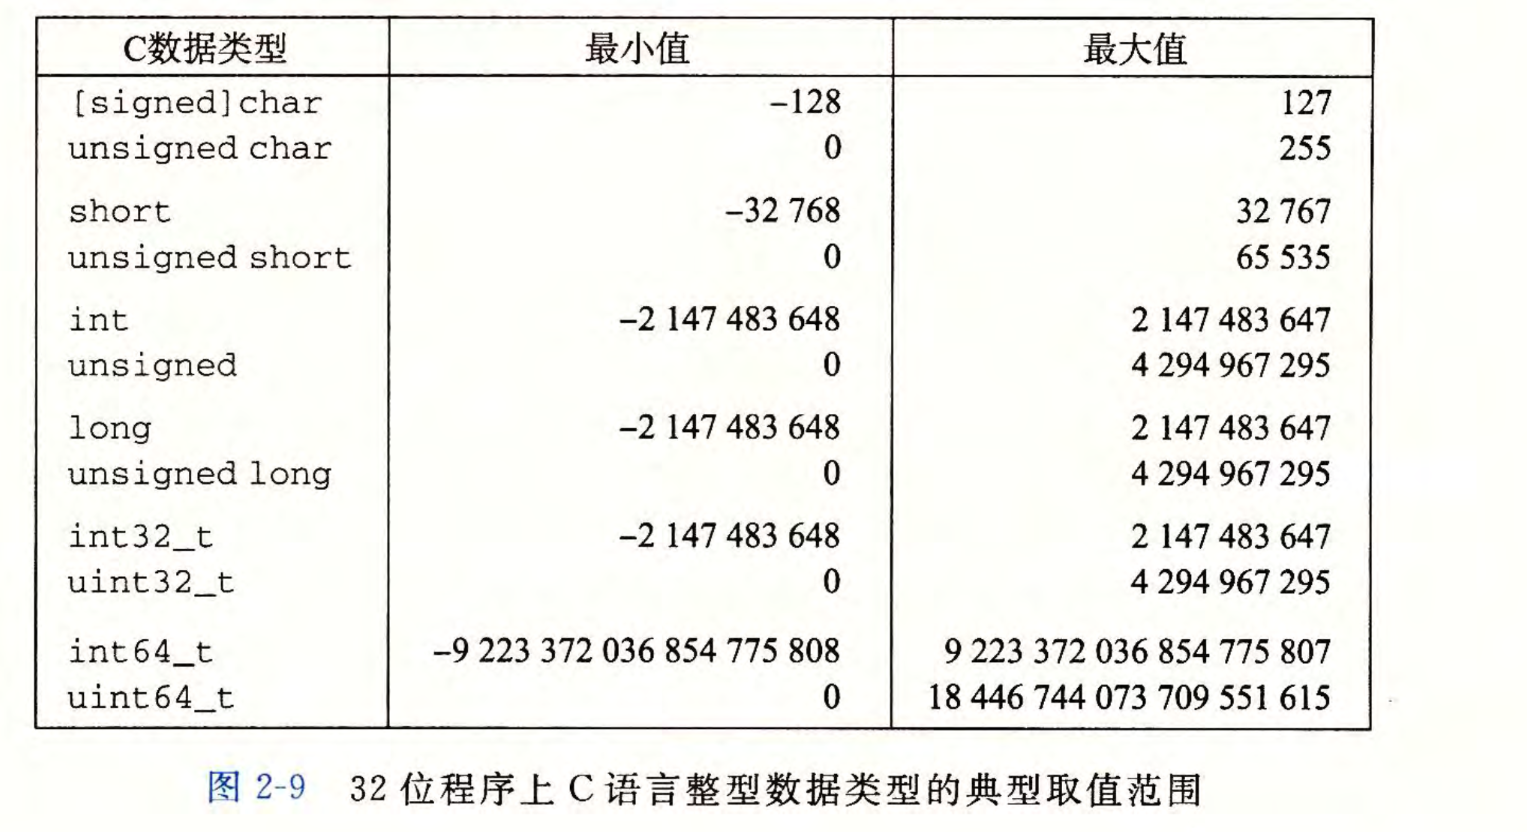 C数据类型 最小值 最大值
[signed]char –128 127
unsigned char 0 255
short –32 768 32 767
unsigned short 0 65 535
int –2 147 483 648 2 147 483 647
unsigned 0 4 294 967 295
long –2 147 483 648 2 147 483 647
unsigned long 0 4 294 967 295
int32_t –2 147 483 648 2 147 483 647
uint32_t 0 4 294 967 295
int64_t –9 223 372 036 854 775 808 9 223 372 036 854 775 807
uint64_t 0 18 446 744 073 709 551 615
图 2-9 32 位程序上 C 语言整型数据类型的典型取值范围